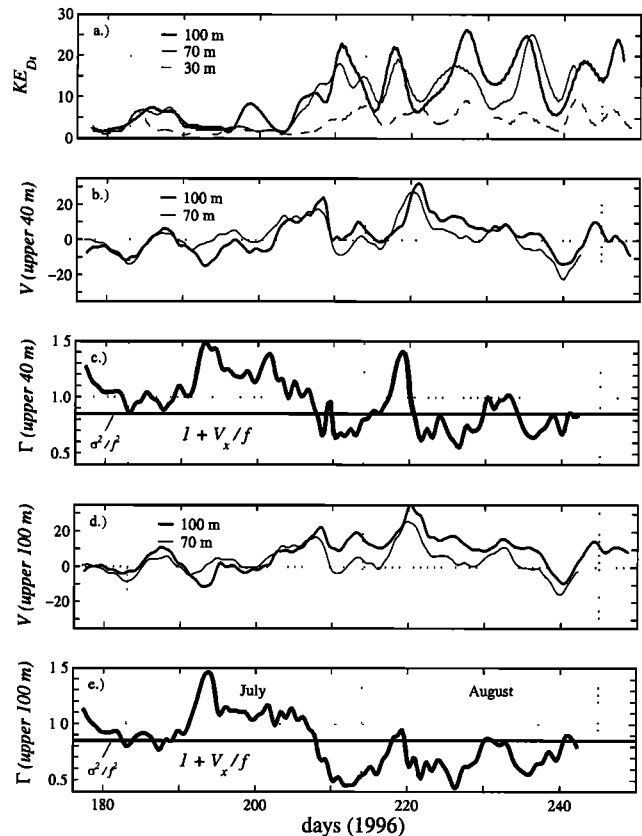 a.)
100 m
70 m
30 m
KE_Dt
30
20
10
0
b.)
100 m
70 m
V (upper 40 m)
20
0
-20
c.)
Γ (upper 40 m)
1 5
1.0
0.5
σ²/f²
1 + Vx/f
d.)
100 m
70 m
V (upper 100 m)
20
0
-20
e.)
July
August
Γ (upper 100 m)
1 5
1.0
0.5
σ²/f²
1 + Vx/f
180
200
220
240
days (1996)